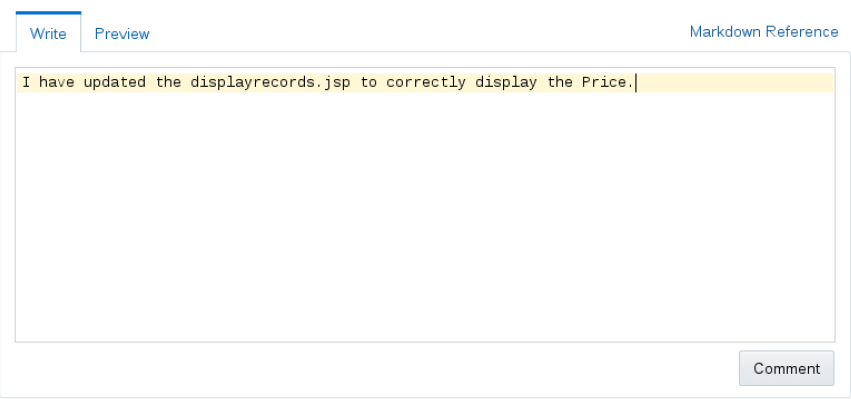 Write Preview Markdown Reference
I have updated the displayrecords.jsp to correctly display the Price.
Comment